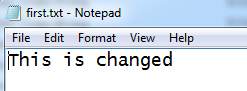 first.txt - Notepad
File Edit Format View Help
This is changed